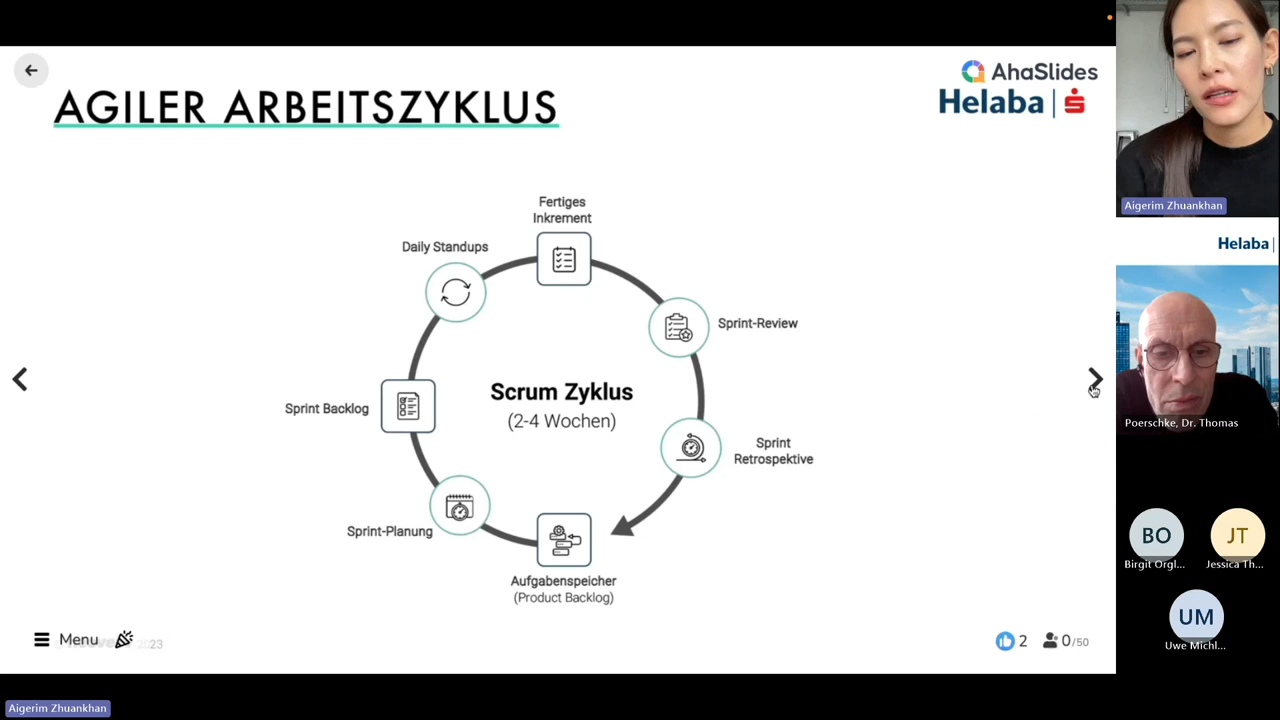 AGILER ARBEITSZYKLUS
AhaSlides
Helaba
Fertiges
Inkrement
Daily Standups
Sprint-Review
Scrum Zyklus
(2-4 Wochen)
Sprint Backlog
Sprint
Retrospektive
Sprint-Planung
Aufgabenspeicher
(Product Backlog)
Menu
2023
2
0/50
Aigerim Zhuankhan
Helaba
Poerschke, Dr. Thomas
BO
Birgit Orgl...
JT
Jessica Th...
UM
Uwe Michl...
Aigerim Zhuankhan